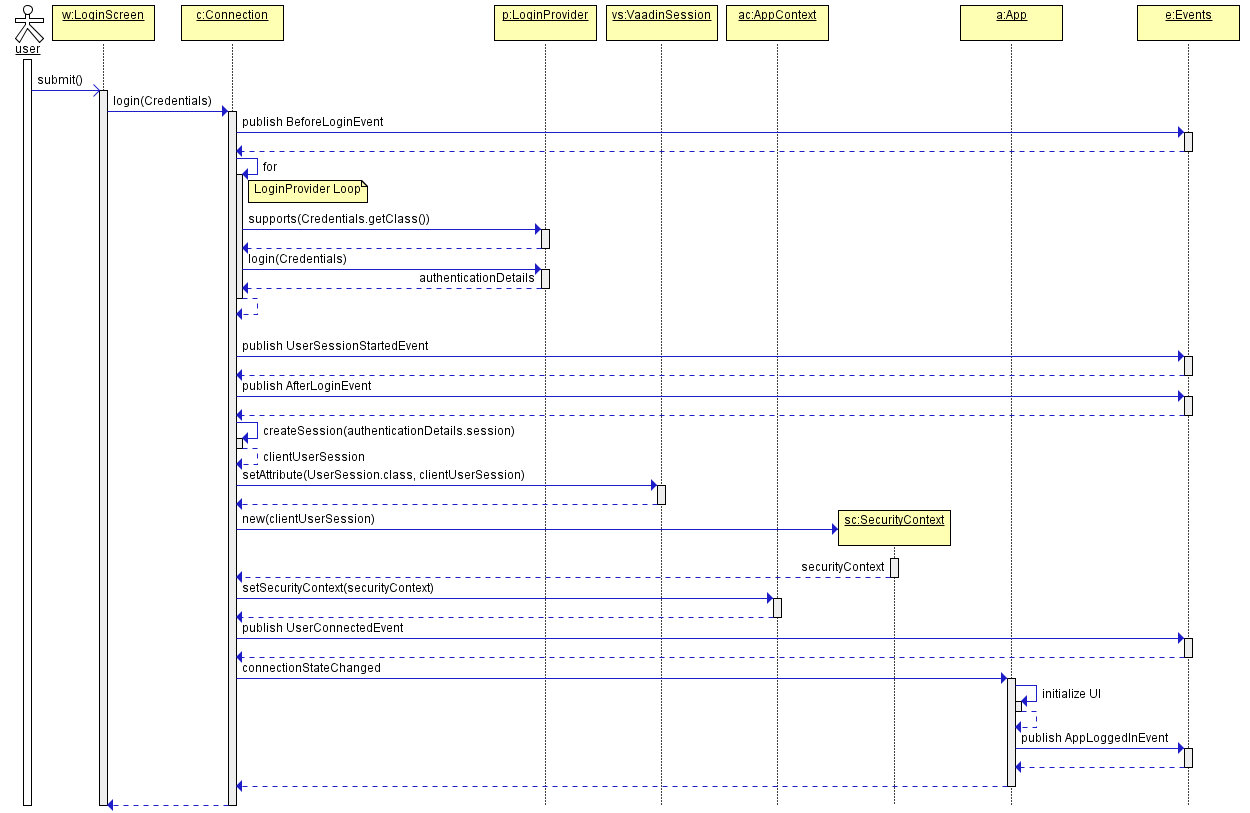 w:LoginScreen
c:Connection
p:LoginProvider
vs:VaadinSession
ac:AppContext
a:App
e:Events
user
submit()
login(Credentials)
publish BeforeLoginEvent
for
LoginProvider Loop
supports(Credentials.getClass())
login(Credentials)
authenticationDetails
publish UserSessionStartedEvent
publish AfterLoginEvent
createSession(authenticationDetails.session)
clientUserSession
setAttribute(UserSession.class, clientUserSession)
new(clientUserSession)
sc:SecurityContext
securityContext
setSecurityContext(securityContext)
publish UserConnectedEvent
connectionStateChanged
initialize UI
publish AppLoggedInEvent